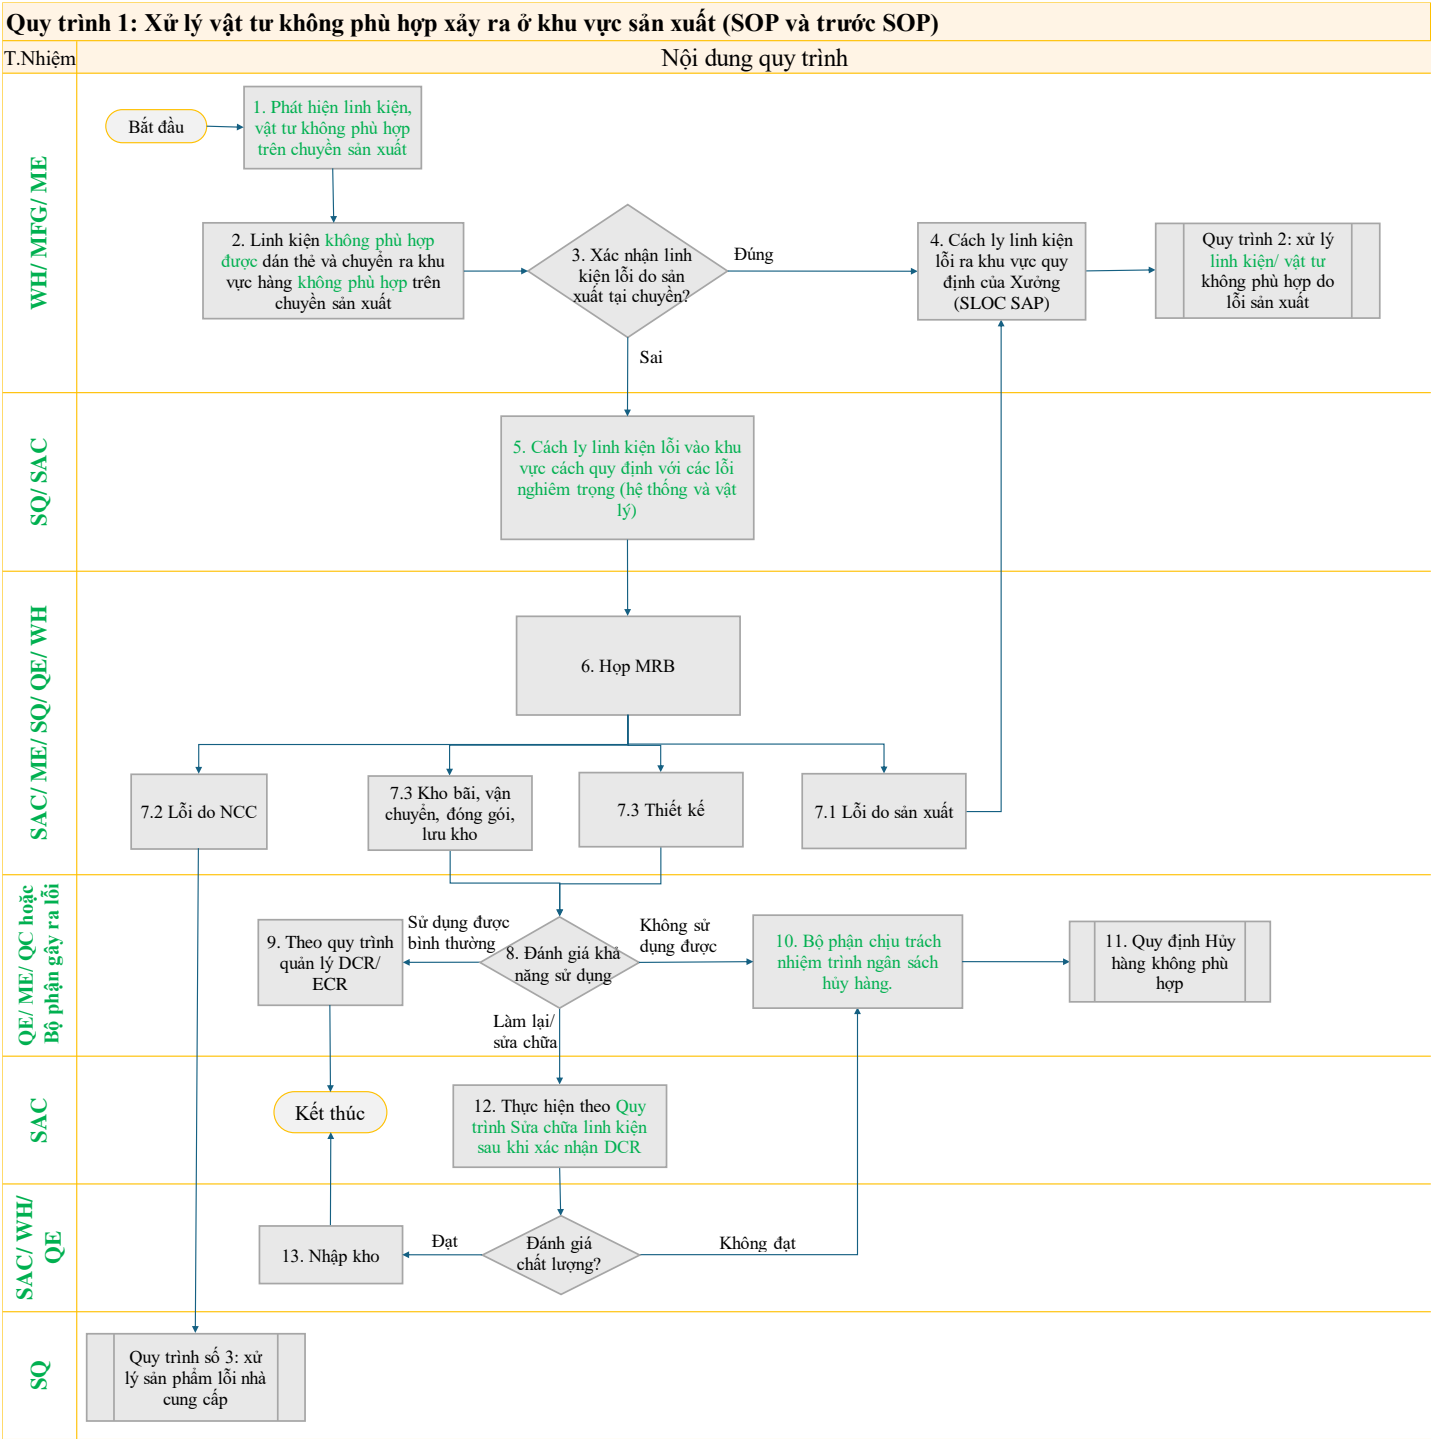 Quy trình 1: Xử lý vật tư không phù hợp xảy ra ở khu vực sản xuất (SOP và trước SOP)
T.Nhiệm
Nội dung quy trình
WH/ MFG/ ME
Bắt đầu
1. Phát hiện linh kiện,
vật tư không phù hợp
trên chuyền sản xuất
2. Linh kiện không phù hợp
được dán thẻ và chuyển ra khu
vực hàng không phù hợp trên
chuyền sản xuất
3. Xác nhận linh
kiện lỗi do sản
xuất tại chuyền?
Đúng
Sai
4. Cách ly linh kiện
lỗi ra khu vực quy
định của Xưởng
(SLOC SAP)
Quy trình 2: xử lý
linh kiện/ vật tư
không phù hợp do
lỗi sản xuất
SQ/ SAC
5. Cách ly linh kiện lỗi vào khu
vực cách quy định với các lỗi
nghiêm trọng (hệ thống và vật
lý)
SAC/ ME/ SQ/ QE/ WH
6. Họp MRB
7.2 Lỗi do NCC
7.3 Kho bãi, vận
chuyển, đóng gói,
lưu kho
7.3 Thiết kế
7.1 Lỗi do sản xuất
QE/ ME/ QC hoặc
Bộ phận gây ra lỗi
9. Theo quy trình
quản lý DCR/
ECR
Sử dụng được
bình thường
8. Đánh giá khả
năng sử dụng
Không sử
dụng được
10. Bộ phận chịu trách
nhiệm trình ngân sách
hủy hàng.
11. Quy định Hủy
hàng không phù
hợp
Làm lại/
sửa chữa
SAC
Kết thúc
12. Thực hiện theo Quy
trình Sửa chữa linh kiện
sau khi xác nhận DCR
SAC/ WH/
QE
13. Nhập kho
Đạt
Đánh giá
chất lượng?
Không đạt
SQ
Quy trình số 3: xử
lý sản phẩm lỗi nhà
cung cấp